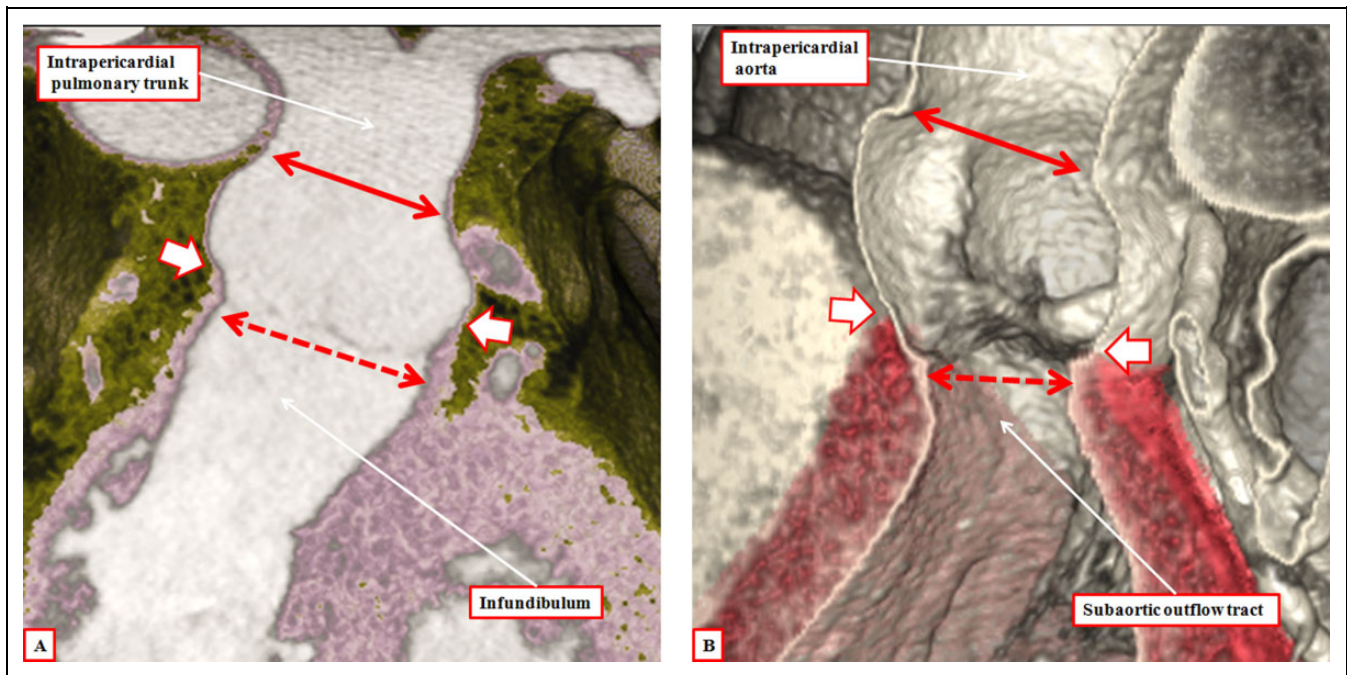 Intrapericardial
pulmonary trunk
Infundibulum
A
Intrapericardial
aorta
Subaortic outflow tract
B